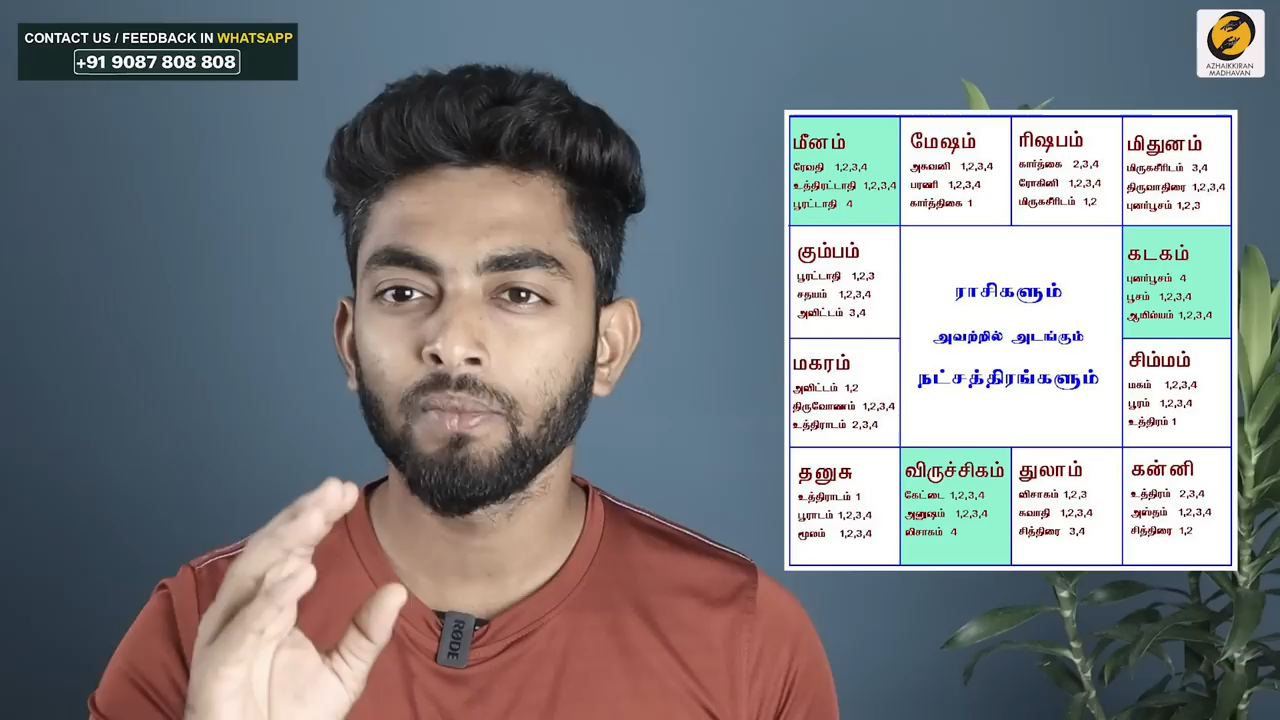 CONTACT US / FEEDBACK IN WHATSAPP
+91 9087 808 808
AZHAIKKIRAN
MADHAVAN
மீனம்
ரேவதி 1,2,3,4
உத்திரட்டாதி 1,2,3,4
பூரட்டாதி 4
மேஷம்
அசுவனி 1,2,3,4
பரணி 1,2,3,4
கார்த்திகை 1
ரிஷபம்
கார்த்கை 2,3,4
ரோகினி 1,2,3,4
மிருகசீரிடம் 1,2
மிதுனம்
மிருகசீரிடம் 3,4
திருவாதிரை 1,2,3,4
புனர்பூசம் 1,2,3
கும்பம்
பூரட்டாதி 1,2,3
சதயம் 1,2,3,4
அவிட்டம் 3,4
ராசிகளும்
அவற்றில் அடங்கும்
நட்சத்திரங்களும்
கடகம்
புனர்பூசம் 4
பூசம் 1,2,3,4
ஆயில்யம் 1,2,3,4
மகரம்
அவிட்டம் 1,2
திருவோணம் 1,2,3,4
உத்திராடம் 2,3,4
சிம்மம்
மகம் 1,2,3,4
பூரம் 1,2,3,4
உத்திரம் 1
தனுசு
உத்திராடம் 1
பூராடம் 1,2,3,4
மூலம் 1,2,3,4
விருச்சிகம்
கேட்டை 1,2,3,4
அனுஷம் 1,2,3,4
விசாகம் 4
துலாம்
விசாகம் 1,2,3
சுவாதி 1,2,3,4
சித்திரை 3,4
கன்னி
உத்திரம் 2,3,4
அஸ்தம் 1,2,3,4
சித்திரை 1,2
RØDE